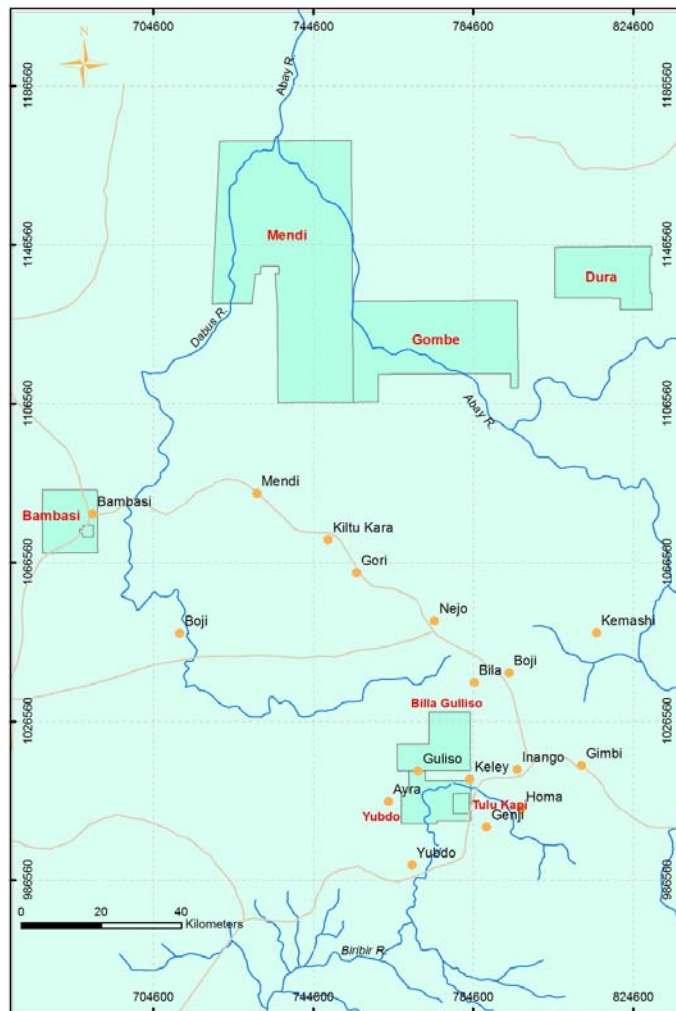 704600 744600 784600 824600
Abay R.
1186560 1186560
Mendi
1146560 1146560
Dura
Dabus R.
Gombe
1106560 1106560
Abay R.
Mendi
Bambasi
Bambasi
Kiltu Kara
1066560 1066560
Gori
Nejo
Boji
Kemashi
Boji
Bila
Billa Gulliso
1026560 1026560
Guliso
Keley
Inango
Gimbi
Ayra
Yubdo
Tulu Kapi
Homa
Genji
Yubdo
986560 986560
0 20 40
Kilometers
Biribir R.
704600 744600 784600 824600